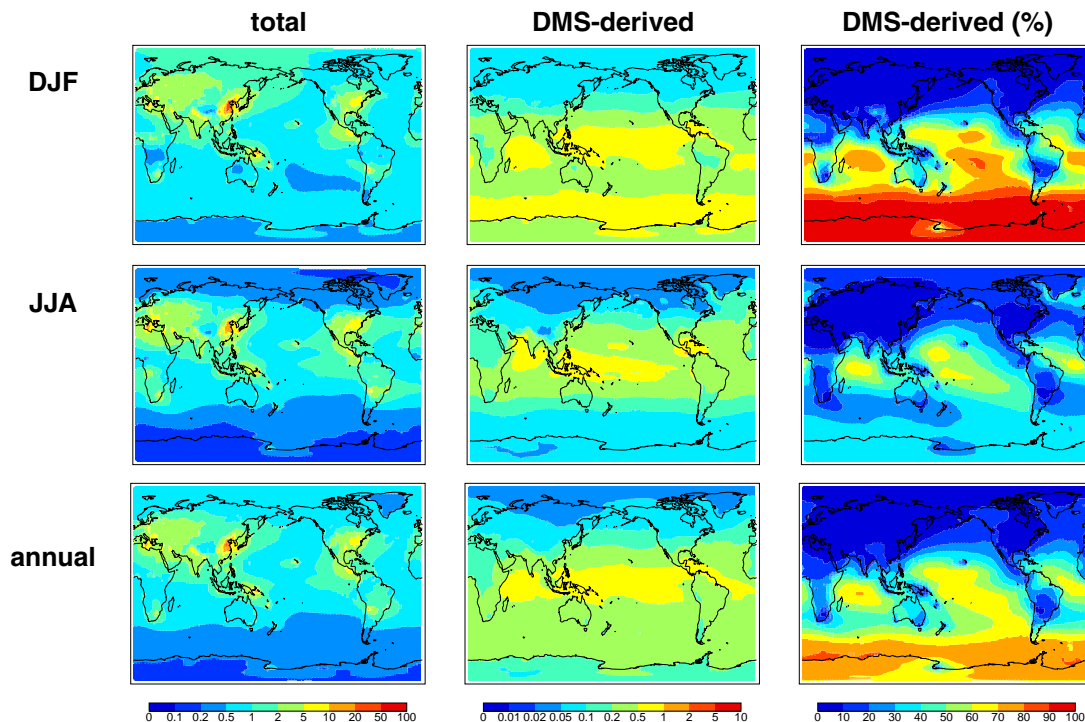 total DMS-derived DMS-derived (%)
DJF
JJA
annual
0 0.1 0.2 0.5 1 2 5 10 20 50 100
0 0.01 0.02 0.05 0.1 0.2 0.5 1 2 5 10
0 10 20 30 40 50 60 70 80 90 100